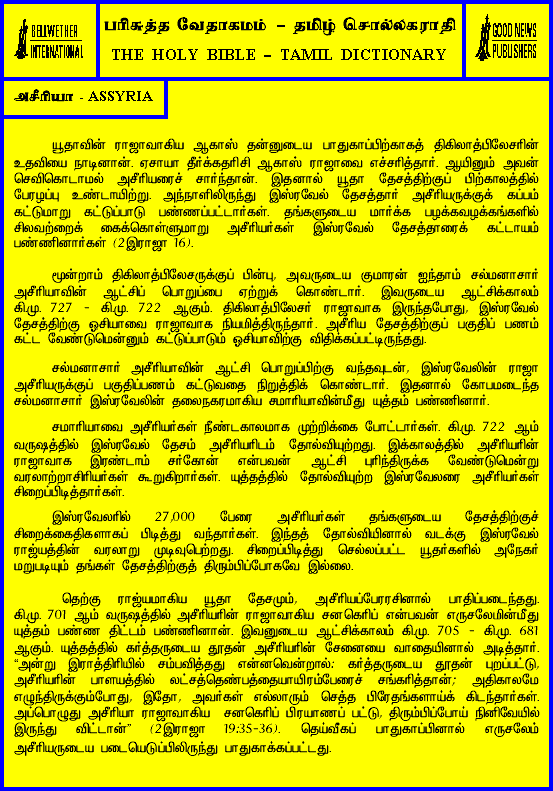 BELLWETHER
INTERNATIONAL
பரிசுத்த வேதாகமம் – தமிழ் சொல்லகராதி
THE HOLY BIBLE – TAMIL DICTIONARY
GOOD NEWS
PUBLISHERS
அசீரியா - ASSYRIA
யூதாவின் ராஜாவாகிய ஆகாஸ் தன்னுடைய பாதுகாப்பிற்காகத் திகிலாத்பிலேசரின்
உதவியை நாடினான். ஏசாயா தீர்க்கதரிசி ஆகாஸ் ராஜாவை எச்சரித்தார். ஆயினும் அவன்
செவிகொடாமல் அசீரியரைச் சார்ந்தான். இதனால் யூதா தேசத்திற்குப் பிற்காலத்தில்
பேரழப்பு உண்டாயிற்று. அந்நாளிலிருந்து இஸ்ரவேல் தேசத்தார் அசீரியருக்குக் கப்பம்
கட்டுமாறு கட்டுப்பாடு பண்ணப்பட்டார்கள். தங்களுடைய மார்க்க பழக்கவழக்கங்களில்
சிலவற்றைக் கைக்கொள்ளுமாறு அசீரியர்கள் இஸ்ரவேல் தேசத்தாரைக் கட்டாயம்
பண்ணினார்கள் (2இராஜா 16).
மூன்றாம் திகிலாத்பிலேசருக்குப் பின்பு, அவருடைய குமாரன் ஐந்தாம் சல்மனாசார்
அசீரியாவின் ஆட்சிப் பொறுப்பை ஏற்றுக் கொண்டார். இவருடைய ஆட்சிக்காலம்
கி.மு. 727 – கி.மு. 722 ஆகும். திகிலாத்பிலேசர் ராஜாவாக இருந்தபோது, இஸ்ரவேல்
தேசத்திற்கு ஓசியாவை ராஜாவாக நியமித்திருந்தார். அசீரிய தேசத்திற்குப் பகுதிப் பணம்
கட்ட வேண்டுமென்னும் கட்டுப்பாடும் ஓசியாவிற்கு விதிக்கப்பட்டிருந்தது.
சல்மனாசார் அசீரியாவின் ஆட்சி பொறுப்பிற்கு வந்தவுடன், இஸ்ரவேலின் ராஜா
அசீரியருக்குப் பகுதிப்பணம் கட்டுவதை நிறுத்திக் கொண்டார். இதனால் கோபமடைந்த
சல்மனாசார் இஸ்ரவேலின் தலைநகரமாகிய சமாரியாவின்மீது யுத்தம் பண்ணினார்.
சமாரியாவை அசீரியர்கள் நீண்டகாலமாக முற்றிக்கை போட்டார்கள். கி.மு. 722 ஆம்
வருஷத்தில் இஸ்ரவேல் தேசம் அசீரியரிடம் தோல்வியுற்றது. இக்காலத்தில் அசீரியரின்
ராஜாவாக இரண்டாம் சர்கோன் என்பவன் ஆட்சி புரிந்திருக்க வேண்டுமென்று
வரலாற்றாசிரியர்கள் கூறுகிறார்கள். யுத்தத்தில் தோல்வியுற்ற இஸ்ரவேலரை அசீரியர்கள்
சிறைப்பிடித்தார்கள்.
இஸ்ரவேலரில் 27,000 பேரை அசீரியர்கள் தங்களுடைய தேசத்திற்குச்
சிறைக்கைதிகளாகப் பிடித்து வந்தார்கள். இந்தத் தோல்வியினால் வடக்கு இஸ்ரவேல்
ராஜ்யத்தின் வரலாறு முடிவுபெற்றது. சிறைப்பிடித்து செல்லப்பட்ட யூதர்களில் அநேகர்
மறுபடியும் தங்கள் தேசத்திற்குத் திரும்பிப்போகவே இல்லை.
தெற்கு ராஜ்யமாகிய யூதா தேசமும், அசீரியப்பேரரசினால் பாதிப்படைந்தது.
கி.மு. 701 ஆம் வருஷத்தில் அசீரியரின் ராஜாவாகிய சனகெரிப் என்பவன் எருசலேமின்மீது
யுத்தம் பண்ண திட்டம் பண்ணினான். இவனுடைய ஆட்சிக்காலம் கி.மு. 705 – கி.மு. 681
ஆகும். யுத்தத்தில் கர்த்தருடைய தூதன் அசீரியரின் சேனையை வாதையினால் அடித்தார்.
“அன்று இராத்திரியில் சம்பவித்தது என்னவென்றால்: கர்த்தருடைய தூதன் புறப்பட்டு,
அசீரியரின் பாளயத்தில் லட்சத்தெண்பத்தையாயிரம்பேரைச் சங்கரித்தான்; அதிகாலமே
எழுந்திருக்கும்போது, இதோ, அவர்கள் எல்லாரும் செத்த பிரேதங்களாய்க் கிடந்தார்கள்.
அப்பொழுது அசீரியா ராஜாவாகிய சனகெரிப் பிரயாணப் பட்டு, திரும்பிப்போய் நினிவேயில்
இருந்து விட்டான்” (2இராஜா 19:35-36). தெய்வீகப் பாதுகாப்பினால் எருசலேம்
அசீரியருடைய படையெடுப்பிலிருந்து பாதுகாக்கப்பட்டது.